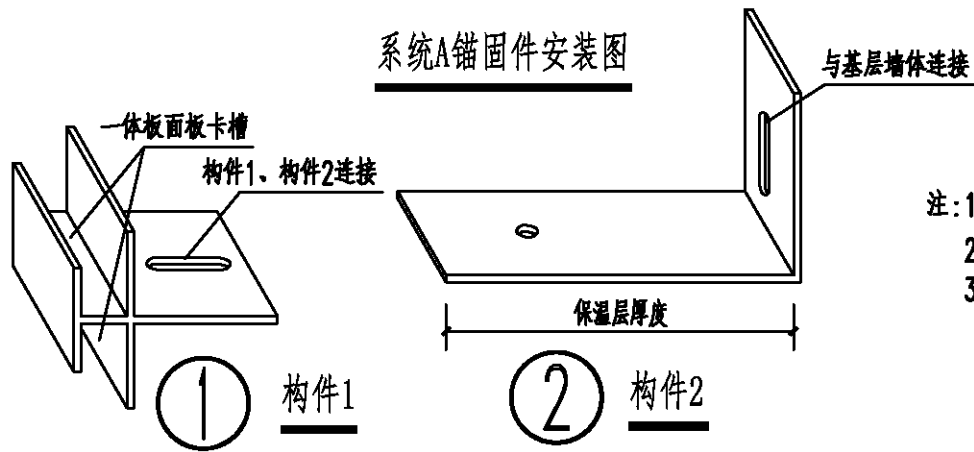 系统A锚固件安装图
与基层墙体连接
一体板面板卡槽
构件1、构件2连接
注:1
2
3
保温层厚度
1 构件1
2 构件2